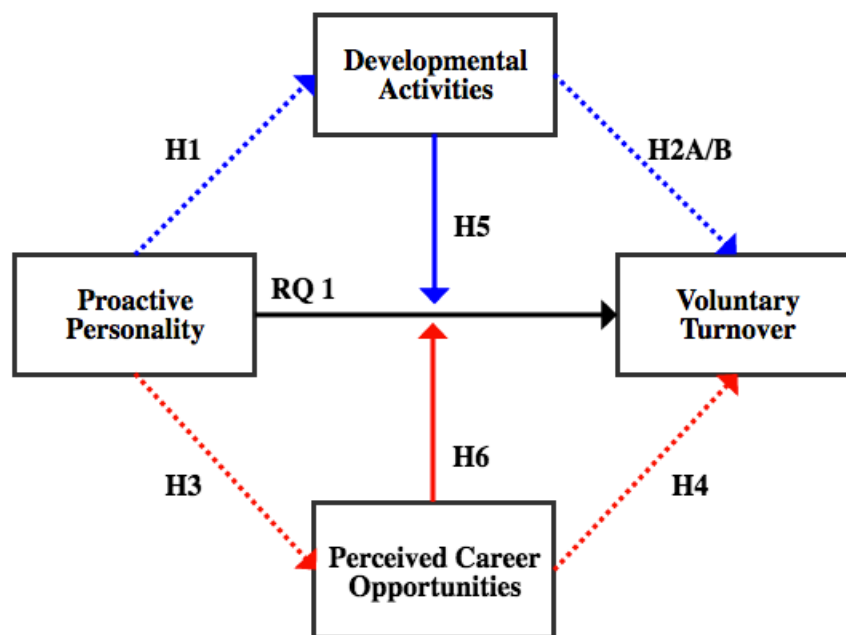 Developmental
Activities
H1
H2A/B
H5
Proactive
Personality
RQ 1
Voluntary
Turnover
H3
H6
H4
Perceived Career
Opportunities